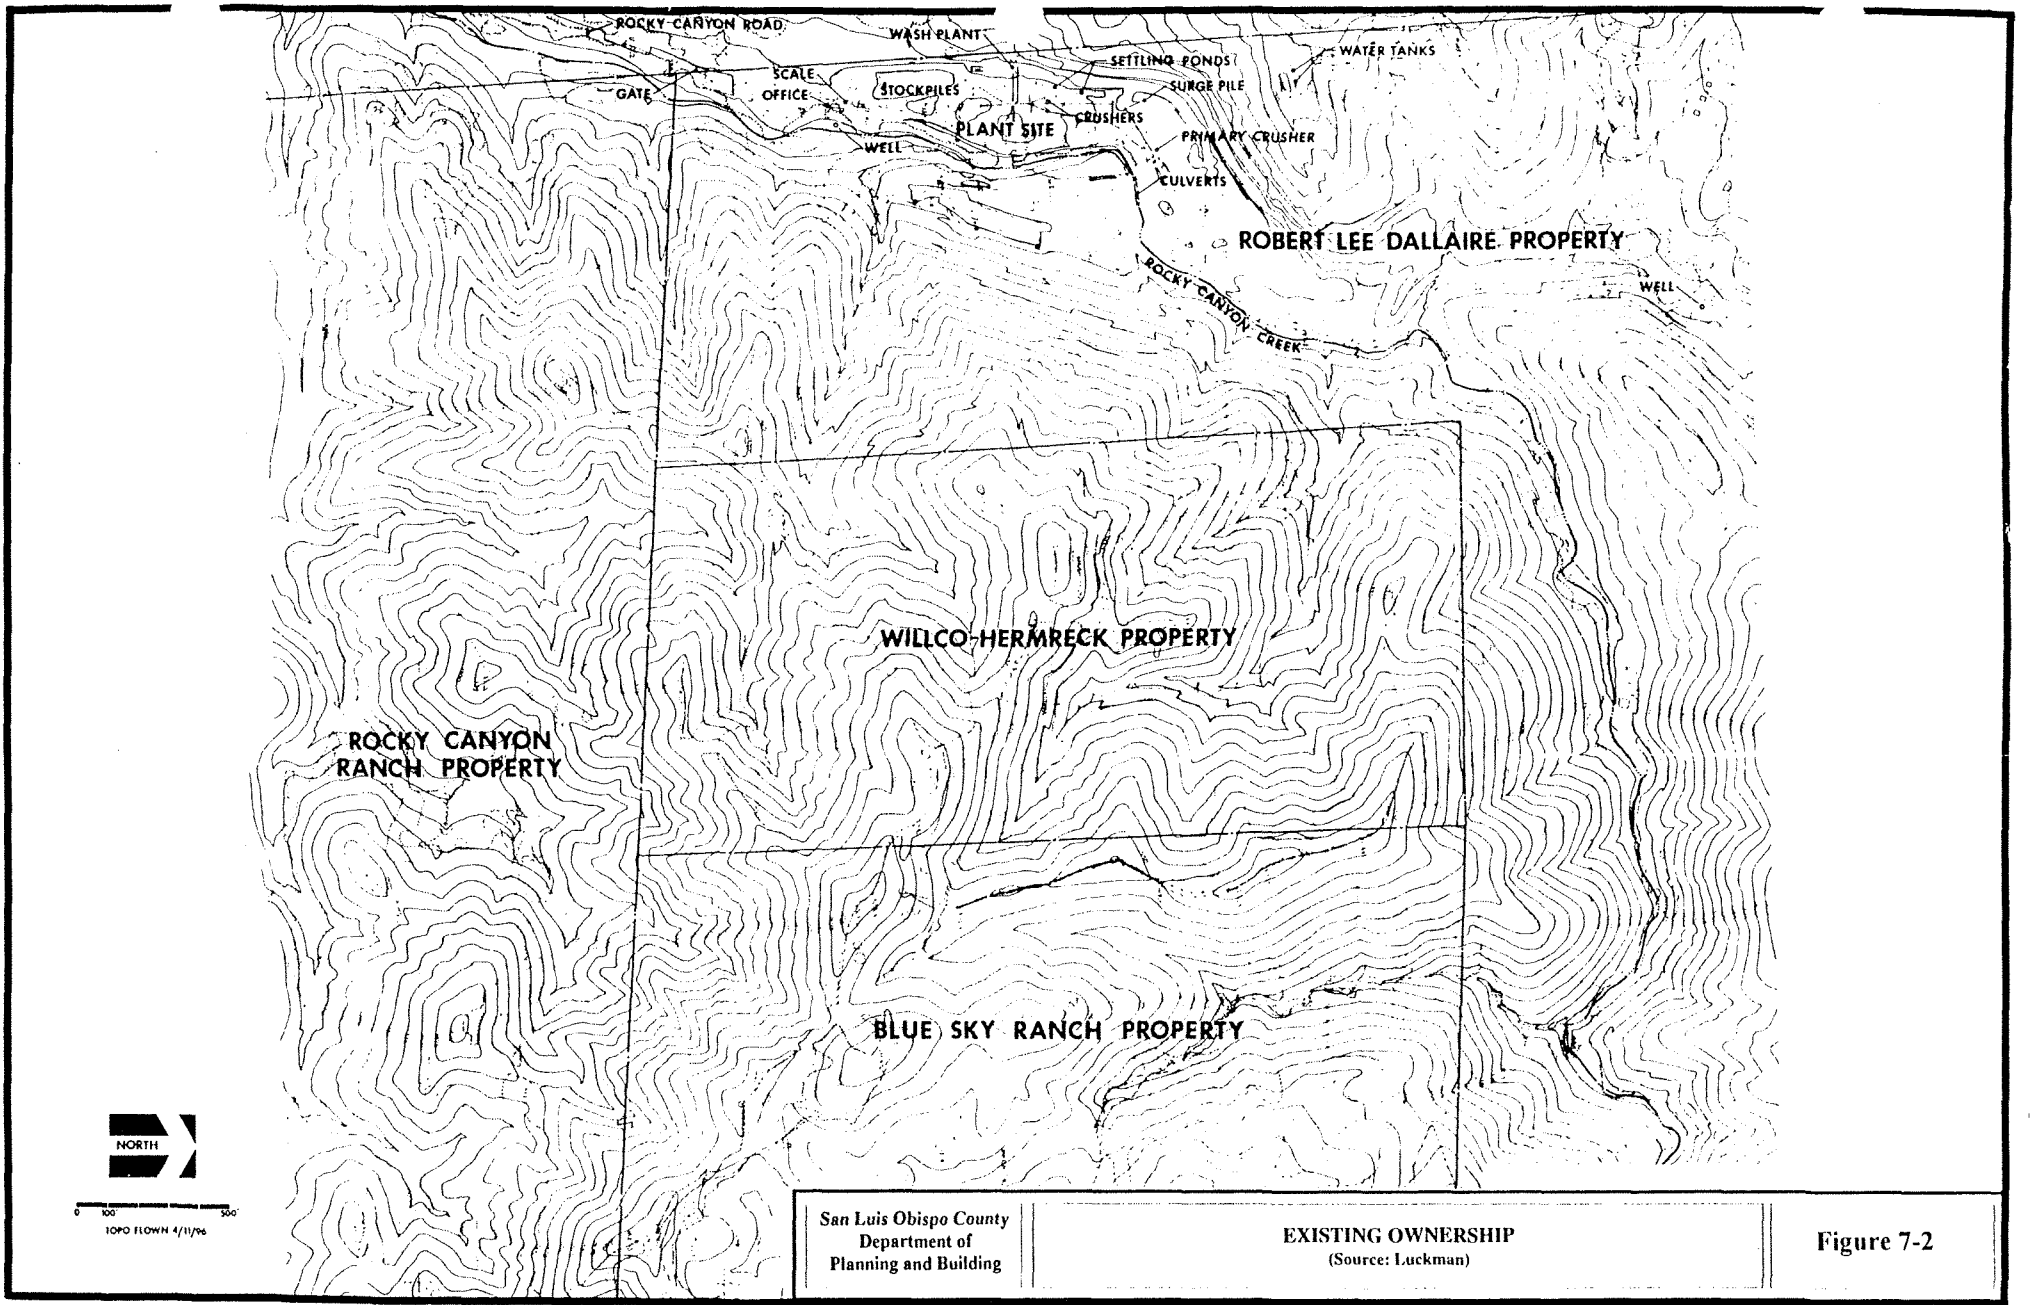 ROCKY CANYON ROAD
WASH PLANT
WATER TANKS
SETTLING PONDS
SCALE
GATE
OFFICE
STOCKPILES
SURGE PILE
CRUSHERS
PLANT SITE
PRIMARY CRUSHER
WELL
CULVERTS
ROBERT LEE DALLAIRE PROPERTY
ROCKY CANYON CREEK
WELL
WILLCO-HERMRECK PROPERTY
ROCKY CANYON
RANCH PROPERTY
BLUE SKY RANCH PROPERTY
NORTH
0 100' 500'
TOPO FLOWN 4/11/96
San Luis Obispo County
Department of
Planning and Building
EXISTING OWNERSHIP
(Source: Luckman)
Figure 7-2